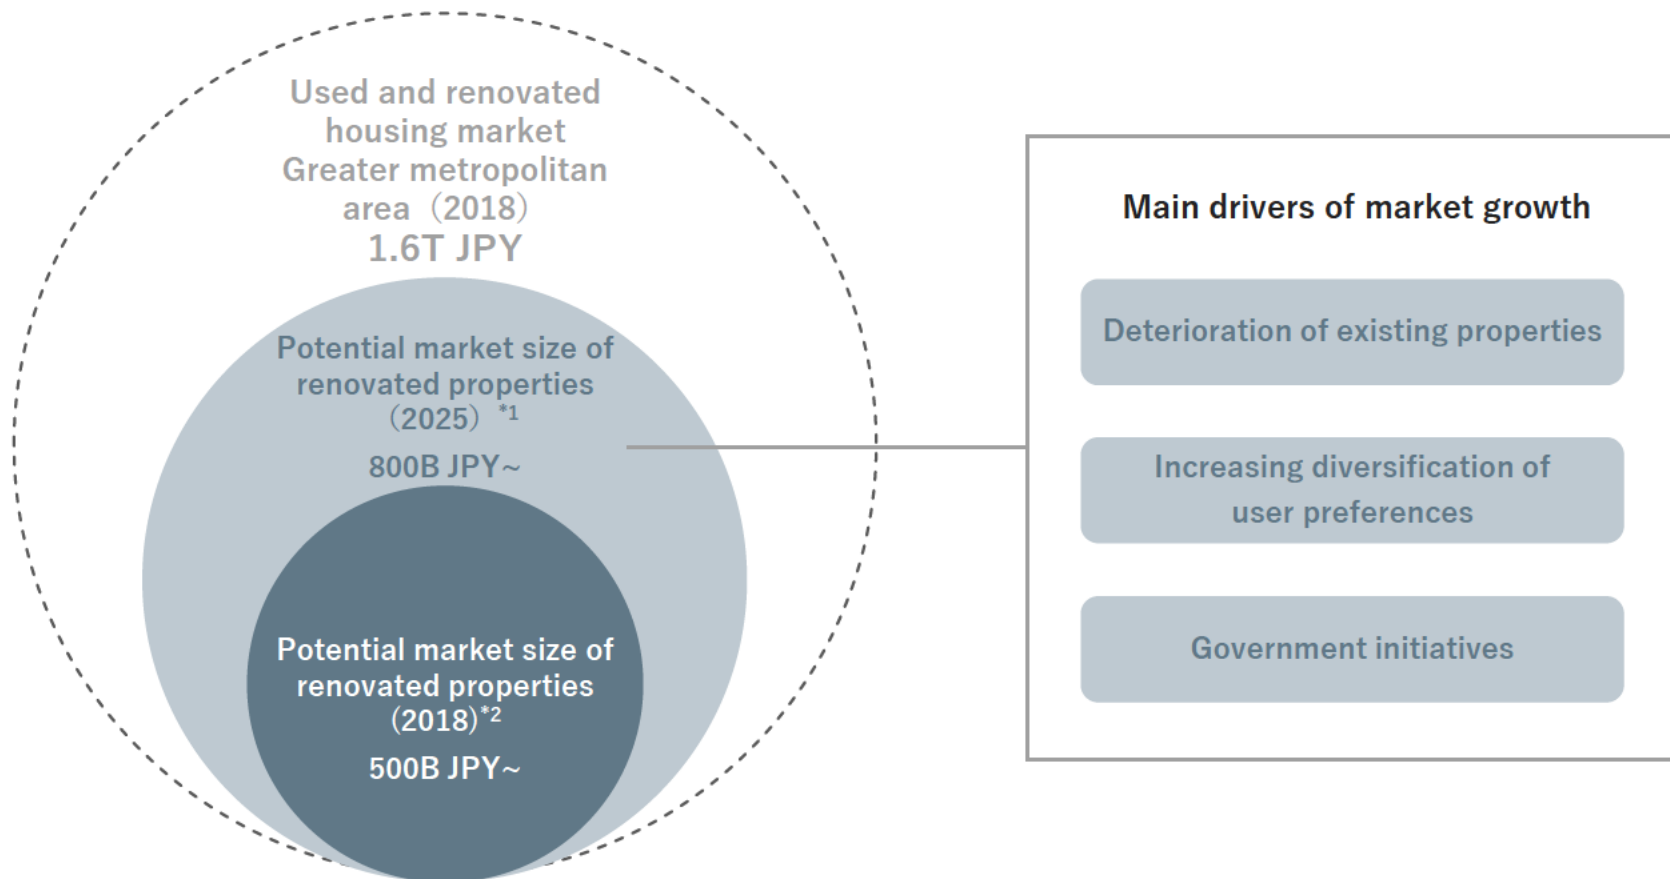 Used and renovated
housing market
Greater metropolitan
area（2018）
1.6T JPY
Potential market size of
renovated properties
（2025）*1
800B JPY~
Potential market size of
renovated properties
(2018)*2
500B JPY~
Main drivers of market growth
Deterioration of existing properties
Increasing diversification of
user preferences
Government initiatives